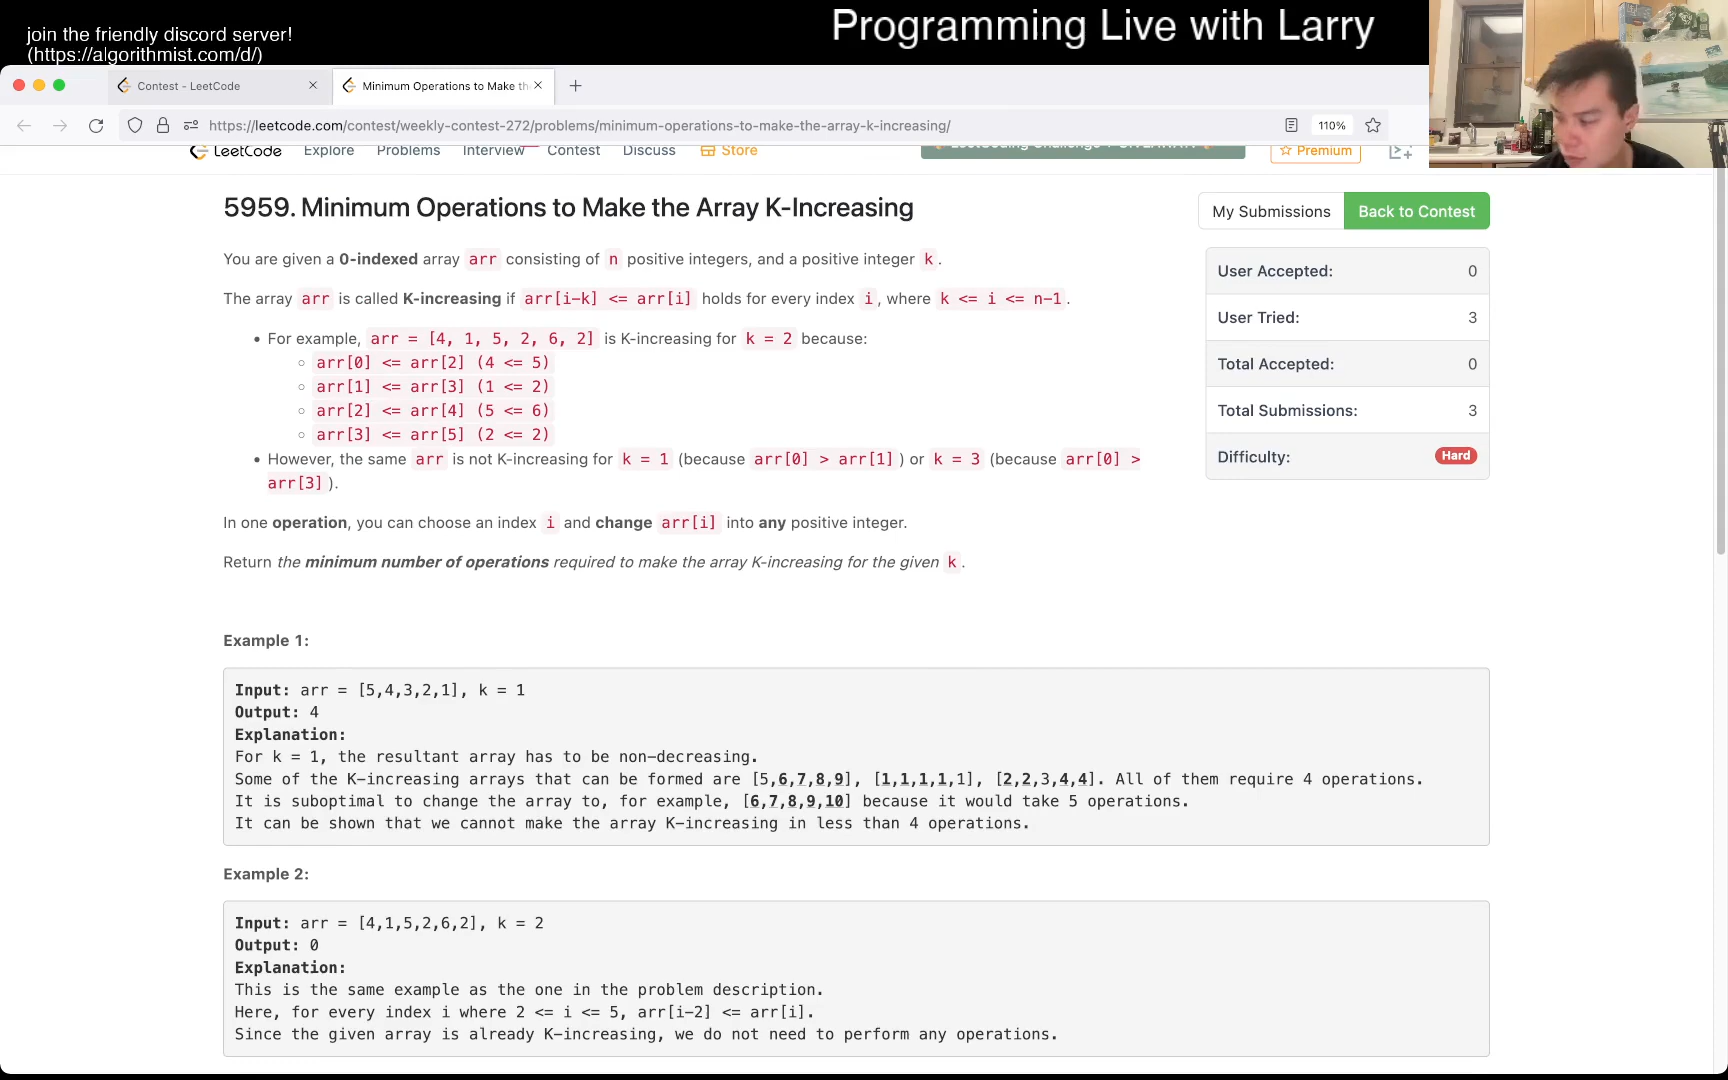 Programming Live with Larry
join the friendly discord server!
(https://algorithmist.com/d/)
Contest - LeetCode
Minimum Operations to Make th
https://leetcode.com/contest/weekly-contest-272/problems/minimum-operations-to-make-the-array-k-increasing/
110%
LeetCode Explore Problems Interview Contest Discuss Store
Premium
5959. Minimum Operations to Make the Array K-Increasing
My Submissions
Back to Contest
You are given a 0-indexed array arr consisting of n positive integers, and a positive integer k.
The array arr is called K-increasing if arr[i-k] <= arr[i] holds for every index i, where k <= i <= n-1.
• For example, arr = [4, 1, 5, 2, 6, 2] is K-increasing for k = 2 because:
◦ arr[0] <= arr[2] (4 <= 5)
◦ arr[1] <= arr[3] (1 <= 2)
◦ arr[2] <= arr[4] (5 <= 6)
◦ arr[3] <= arr[5] (2 <= 2)
• However, the same arr is not K-increasing for k = 1 (because arr[0] > arr[1]) or k = 3 (because arr[0] >
arr[3]).
In one operation, you can choose an index i and change arr[i] into any positive integer.
Return the minimum number of operations required to make the array K-increasing for the given k.
User Accepted: 0
User Tried: 3
Total Accepted: 0
Total Submissions: 3
Difficulty: Hard
Example 1:
Input: arr = [5,4,3,2,1], k = 1
Output: 4
Explanation:
For k = 1, the resultant array has to be non-decreasing.
Some of the K-increasing arrays that can be formed are [5,6,7,8,9], [1,1,1,1,1], [2,2,3,4,4]. All of them require 4 operations.
It is suboptimal to change the array to, for example, [6,7,8,9,10] because it would take 5 operations.
It can be shown that we cannot make the array K-increasing in less than 4 operations.
Example 2:
Input: arr = [4,1,5,2,6,2], k = 2
Output: 0
Explanation:
This is the same example as the one in the problem description.
Here, for every index i where 2 <= i <= 5, arr[i-2] <= arr[i].
Since the given array is already K-increasing, we do not need to perform any operations.